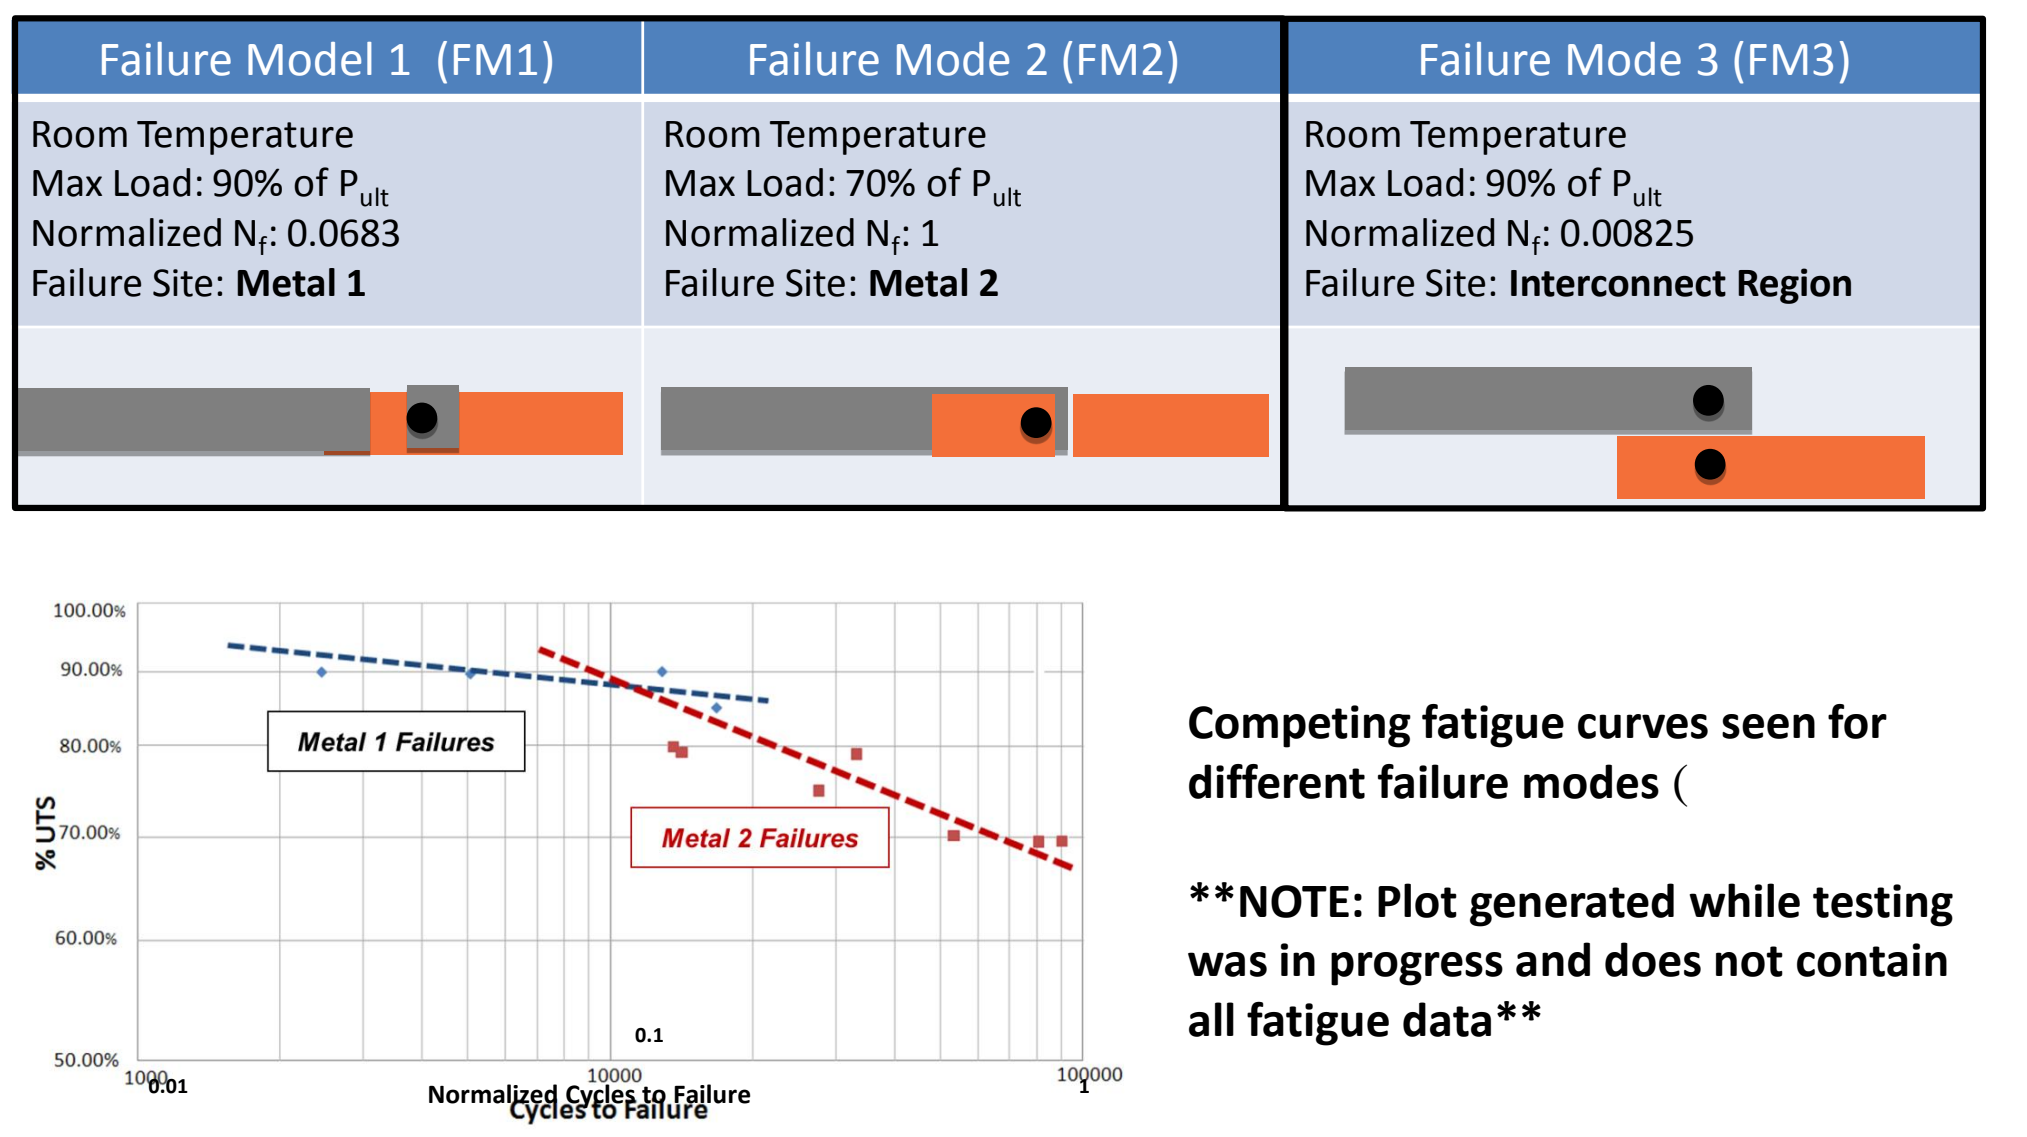 Failure Model 1 (FM1)
Failure Mode 2 (FM2)
Failure Mode 3 (FM3)
Room Temperature
Max Load: 90% of Pult
Normalized Nf: 0.0683
Failure Site: Metal 1
Room Temperature
Max Load: 70% of Pult
Normalized Nf: 1
Failure Site: Metal 2
Room Temperature
Max Load: 90% of Pult
Normalized Nf: 0.00825
Failure Site: Interconnect Region
100.00%
90.00%
80.00%
70.00%
60.00%
50.00%
% UTS
Metal 1 Failures
Metal 2 Failures
0.1
1000
10000
100000
0.01
1
Normalized Cycles to Failure
Cycles to Failure
Competing fatigue curves seen for
different failure modes (
**NOTE: Plot generated while testing
was in progress and does not contain
all fatigue data**